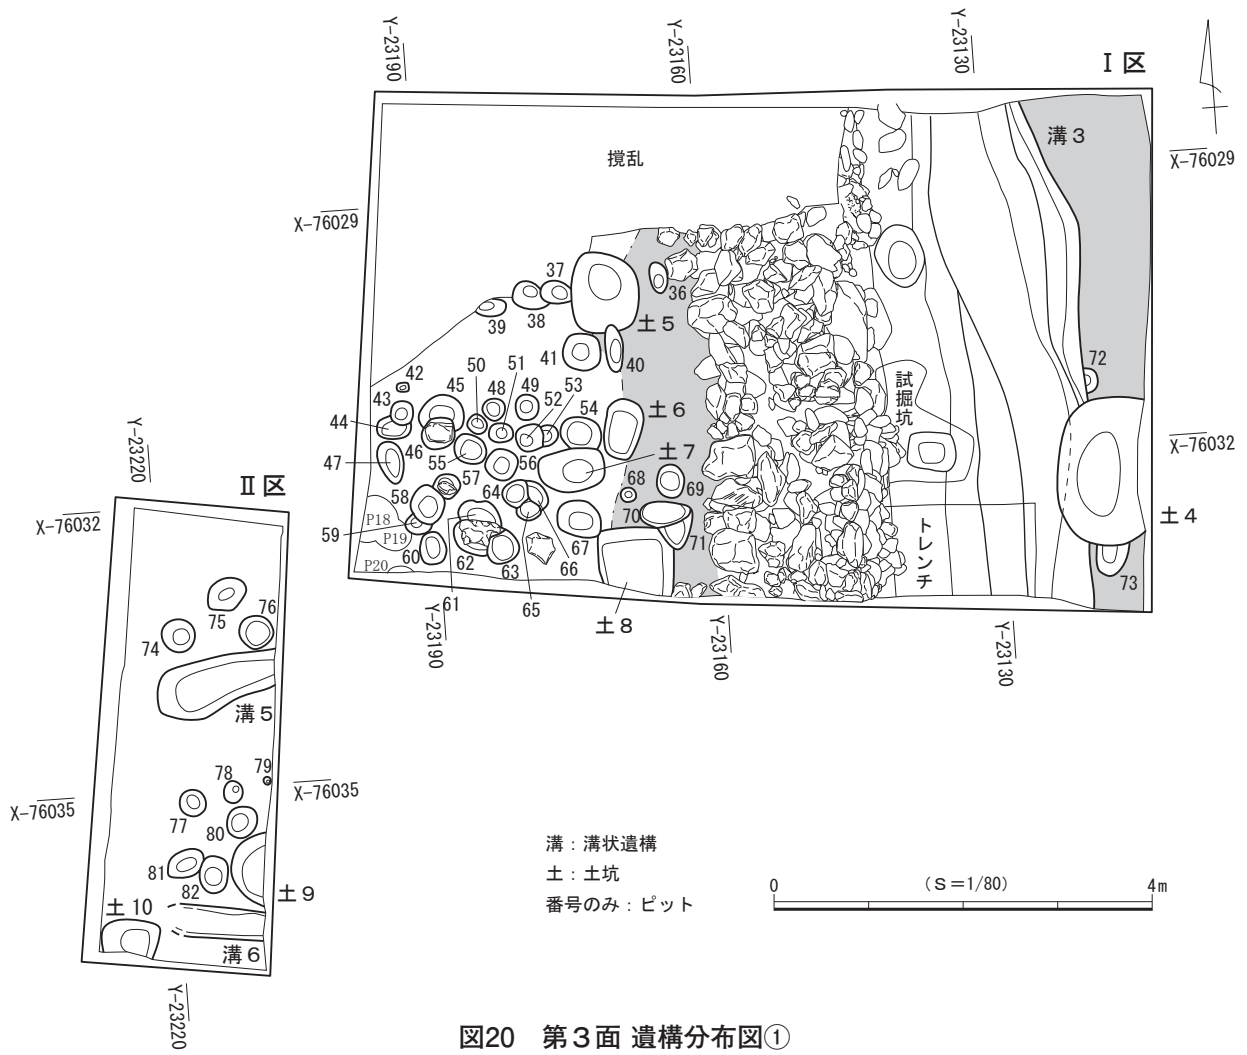 Y-23190
Y-23160
Y-23130
Ⅰ区
溝３
X-76029
撹乱
X-76029
37
36
38
39
土５
41
40
72
42
50
51
45
48
49
52
53
43
54
土６
試掘坑
44
X-76032
46
土７
47
55
56
57
68
69
58
64
Y-23220
Ⅱ区
P18
70
土４
X-76032
59
P19
71
トレンチ
67
60
62
66
P20
63
73
61
65
土８
Y-23190
Y-23160
Y-23130
75
76
74
溝５
79
78
X-76035
X-76035
77
80
81
82
土９
土10
溝６
Y-23220
溝：溝状遺構
土：土坑
番号のみ：ピット
0 （Ｓ＝1/80） 4m
図20　第３面 遺構分布図①